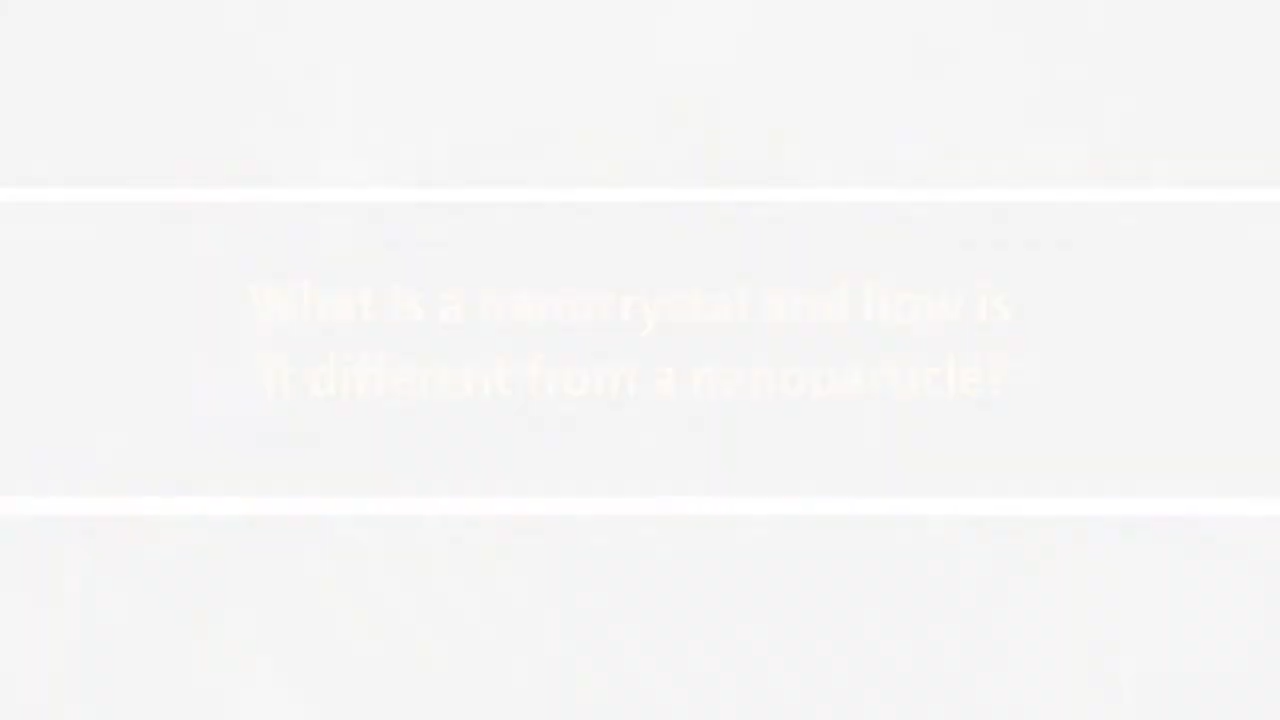 What is a nanocrystal and how is
it different from a nanoparticle?